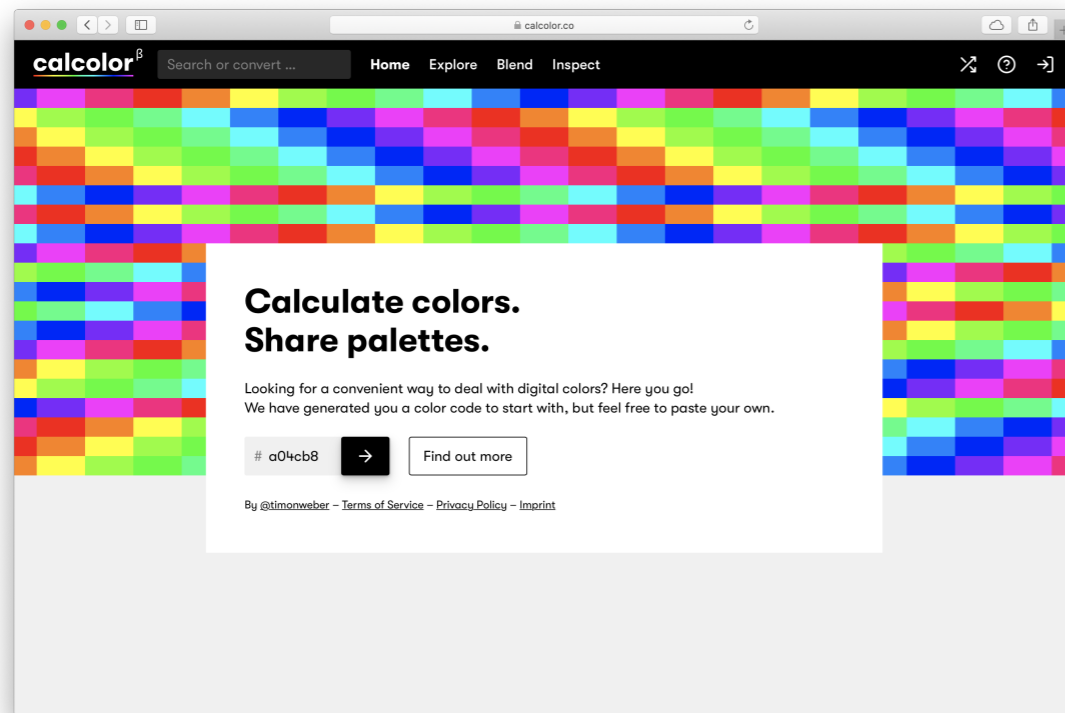 calcolor.co
calcolor β
Search or convert ...
Home Explore Blend Inspect
Calculate colors.
Share palettes.
Looking for a convenient way to deal with digital colors? Here you go!
We have generated you a color code to start with, but feel free to paste your own.
# a04cb8
Find out more
By @timonweber – Terms of Service – Privacy Policy – Imprint